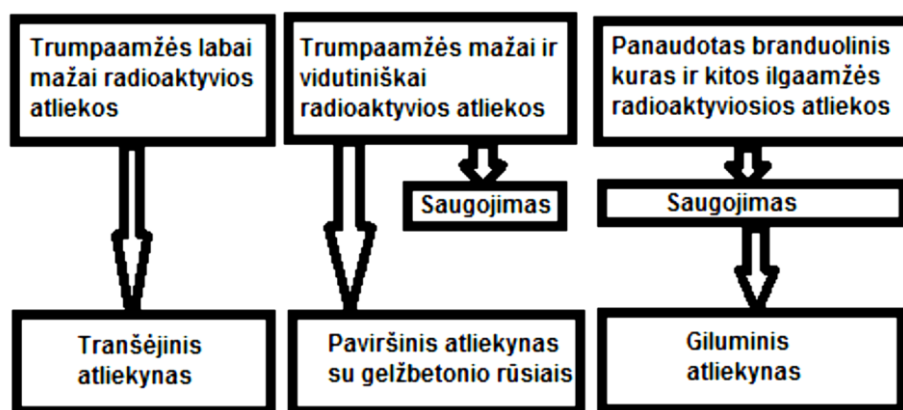 Trumpaamžės labai
mažai radioaktyvios
atliekos
Trumpaamžės mažai ir
vidutiniškai
radioaktyvios atliekos
Panaudotas branduolinis
kuras ir kitos ilgaamžės
radioaktyviosios atliekos
Saugojimas
Saugojimas
Tranšėjinis
atliekynas
Paviršinis atliekynas
su gelžbetonio rūsiais
Giluminis
atliekynas